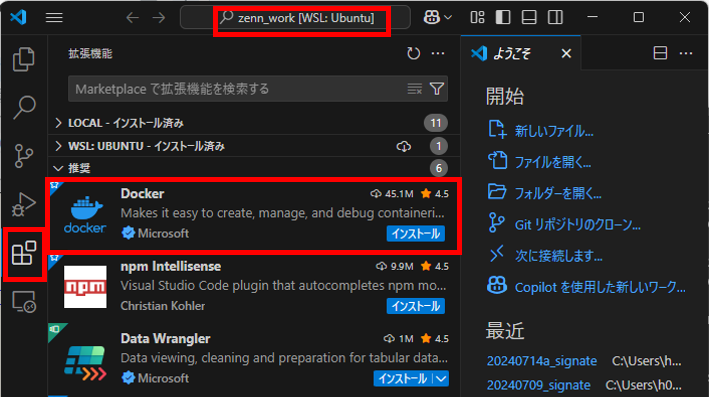 zenn_work [WSL: Ubuntu]
拡張機能
Marketplace で拡張機能を検索する
LOCAL - インストール済み 11
WSL: UBUNTU - インストール済み 1
推奨 6
Docker 45.1M 4.5
Makes it easy to create, manage, and debug containeri...
docker
Microsoft インストール
npm Intellisense 9.9M 4.5
Visual Studio Code plugin that autocompletes npm mo...
npm
Christian Kohler インストール
Data Wrangler 1M 4.5
Data viewing, cleaning and preparation for tabular data...
Microsoft インストール
ようこそ
開始
新しいファイル...
ファイルを開く...
フォルダーを開く...
Git リポジトリのクローン...
次に接続します...
Copilot を使用した新しいワーク...
最近
20240714a_signate C:\Users\h...
20240709_signate C:\Users\h0...